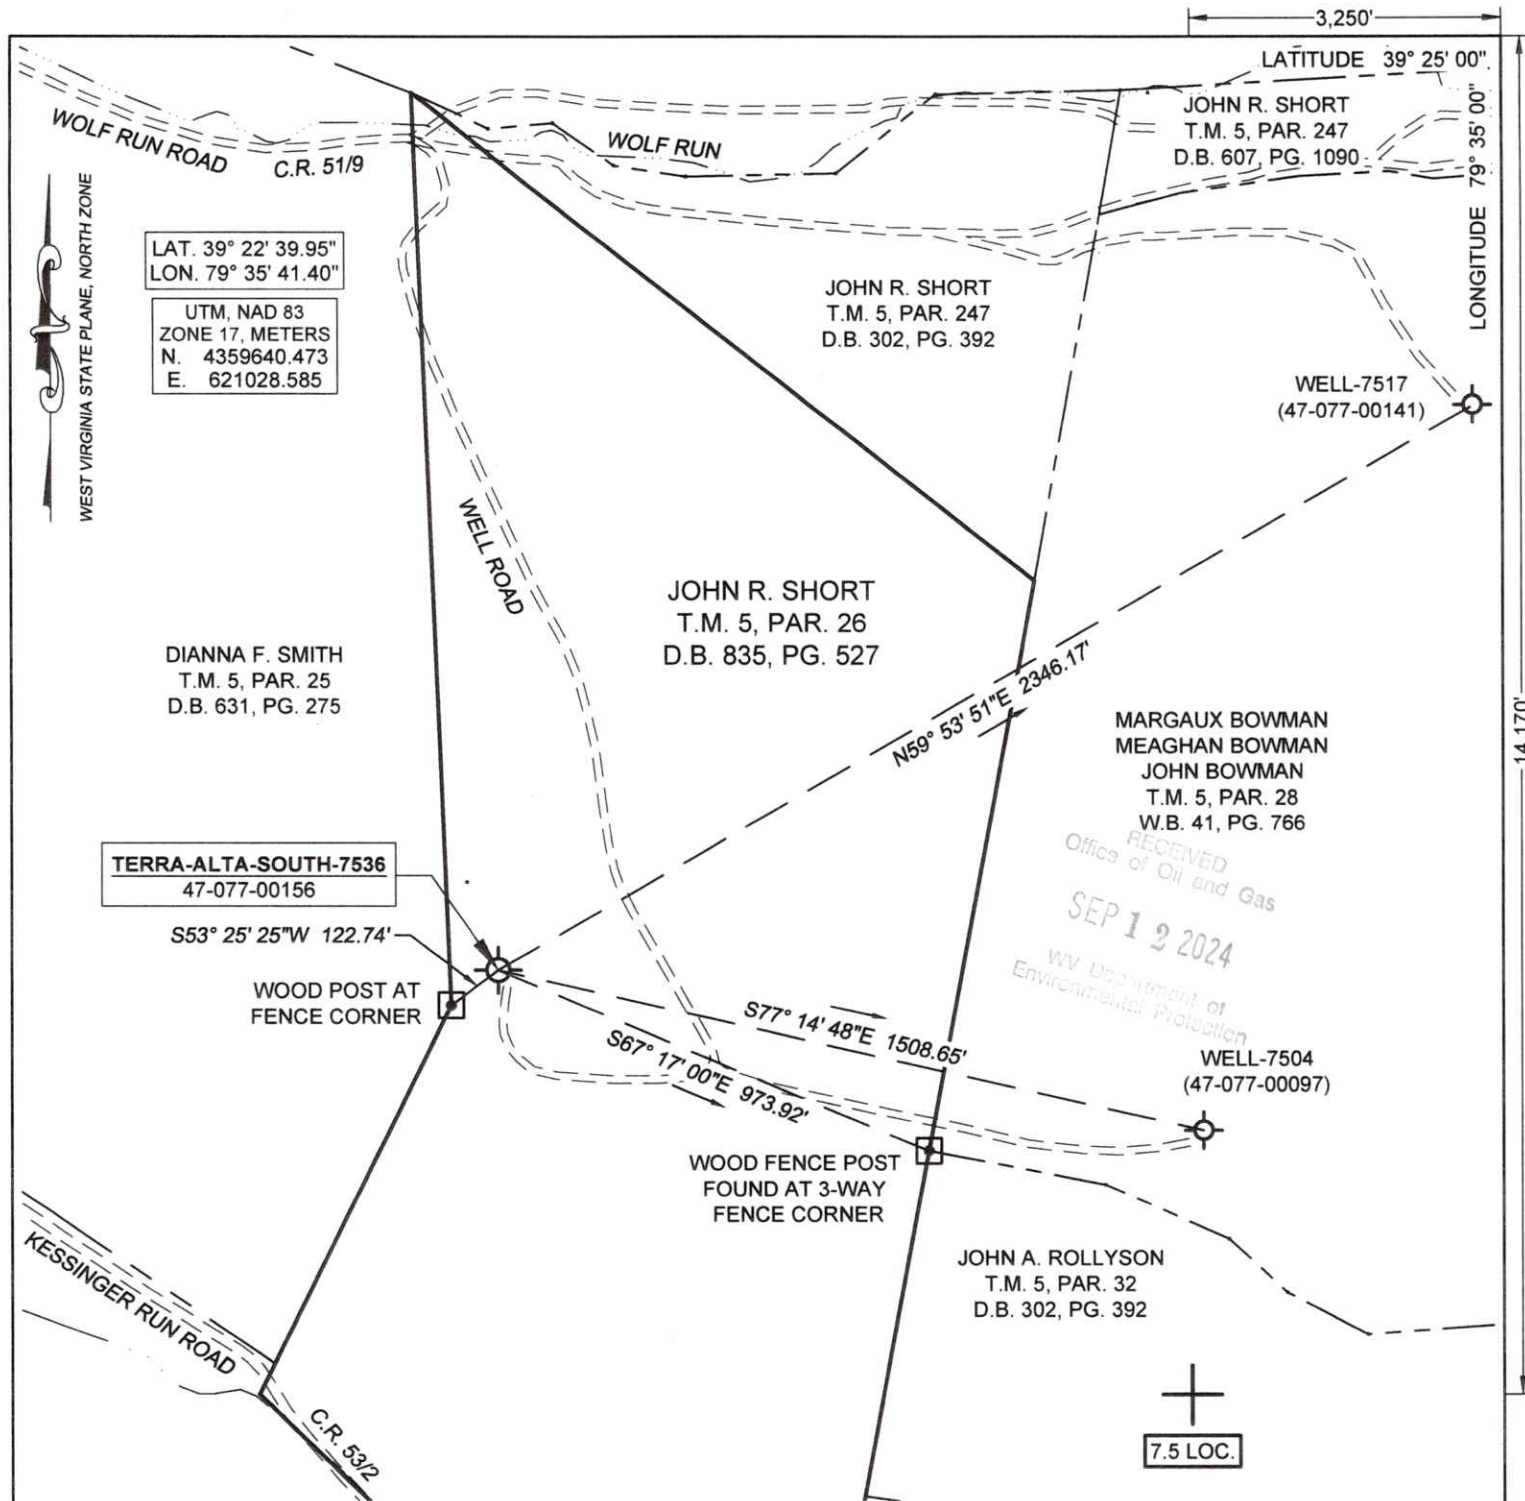 3,250'
LATITUDE 39° 25' 00"
LONGITUDE 79° 35' 00"
14,170'
JOHN R. SHORT
T.M. 5, PAR. 247
D.B. 607, PG. 1090
WOLF RUN ROAD
C.R. 51/9
WOLF RUN
WEST VIRGINIA STATE PLANE, NORTH ZONE
LAT. 39° 22' 39.95"
LON. 79° 35' 41.40"
UTM, NAD 83
ZONE 17, METERS
N. 4359640.473
E. 621028.585
JOHN R. SHORT
T.M. 5, PAR. 247
D.B. 302, PG. 392
WELL-7517
(47-077-00141)
WELL ROAD
JOHN R. SHORT
T.M. 5, PAR. 26
D.B. 835, PG. 527
DIANNA F. SMITH
T.M. 5, PAR. 25
D.B. 631, PG. 275
N59° 53' 51"E 2346.17'
MARGAUX BOWMAN
MEAGHAN BOWMAN
JOHN BOWMAN
T.M. 5, PAR. 28
W.B. 41, PG. 766
RECEIVED
Office of Oil and Gas
SEP 12 2024
WV Department of
Environmental Protection
TERRA-ALTA-SOUTH-7536
47-077-00156
S53° 25' 25"W 122.74'
WOOD POST AT
FENCE CORNER
S77° 14' 48"E 1508.65'
S67° 17' 00"E 973.92'
WELL-7504
(47-077-00097)
WOOD FENCE POST
FOUND AT 3-WAY
FENCE CORNER
JOHN A. ROLLYSON
T.M. 5, PAR. 32
D.B. 302, PG. 392
KESSINGER RUN ROAD
C.R. 53/2
7.5 LOC.